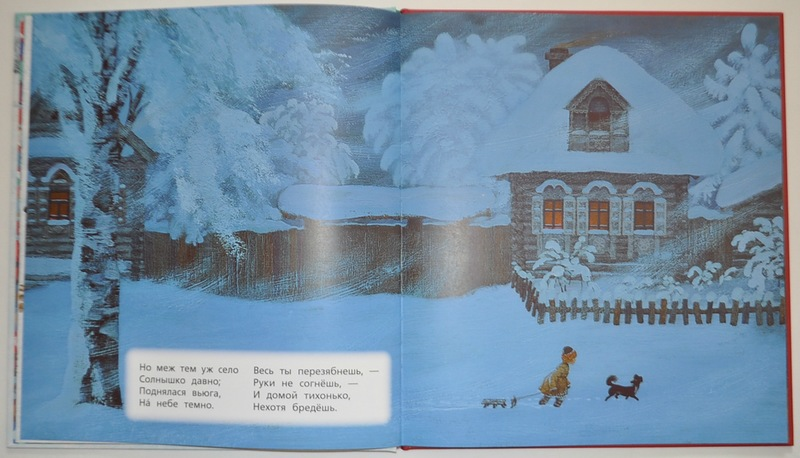 Но меж тем уж село
Солнышко давно;
Поднялася вьюга,
На́ небе темно.
Весь ты перезябнешь, —
Руки не согнёшь, —
И домой тихонько,
Нехотя бредёшь.